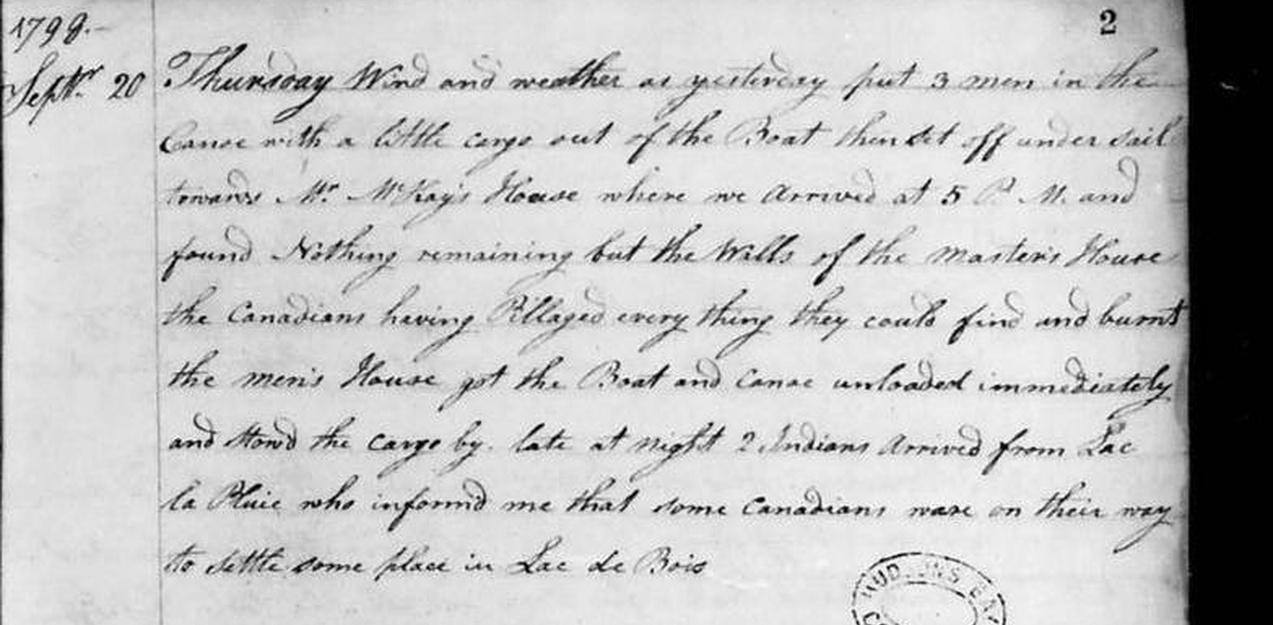 2
1798.
Septr. 20 Thursday Wind and weather as yesterday put 3 men in the
Canoe with a little cargo out of the Boat then set off under sail
towards Mr. McKay's House where we Arrived at 5 P. M. and
found Nothing remaining but the Walls of the Master's House
the Canadians having Pillaged every thing they could find and burnt
the men's House got the Boat and Canoe unloaded immediately
and stow'd the Cargo by. late at Night 2 Indians Arrived from Lac
la Pluie who inform'd me that some Canadians ware on their way
to settle some place in Lac de Bois
HUDSONS BAY